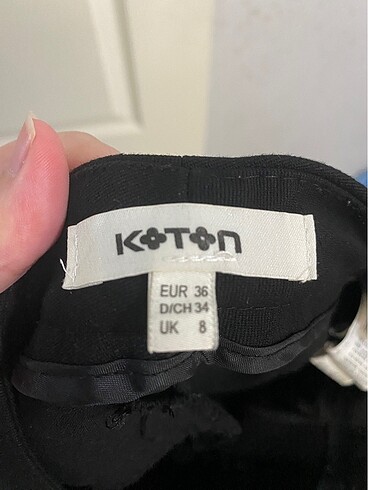 KOTON
EUR 36
D/CH 34
UK 8